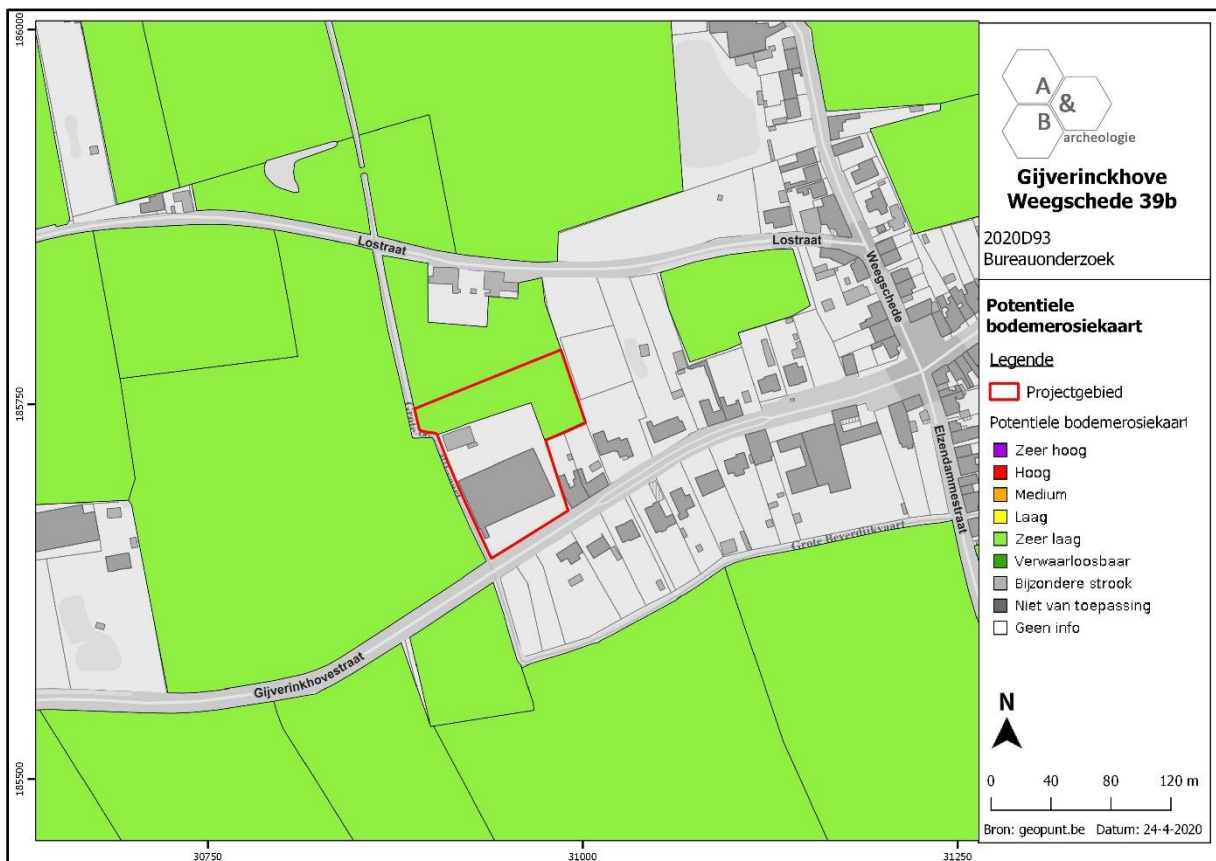 186000
185750
185500
30750
31000
31250
Lostraat
Lostraat
Weegschede
Elzendammestraat
Grote Beverdijkvaart
Grote
Gijverinkhovestraat
A
&
B
archeologie
Gijverinckhove
Weegschede 39b
2020D93
Bureauonderzoek
Potentiele
bodemerosiekaart
Legende
Projectgebied
Potentiele bodemerosiekaart
Zeer hoog
Hoog
Medium
Laag
Zeer laag
Verwaarloosbaar
Bijzondere strook
Niet van toepassing
Geen info
N
0 40 80 120 m
Bron: geopunt.be Datum: 24-4-2020